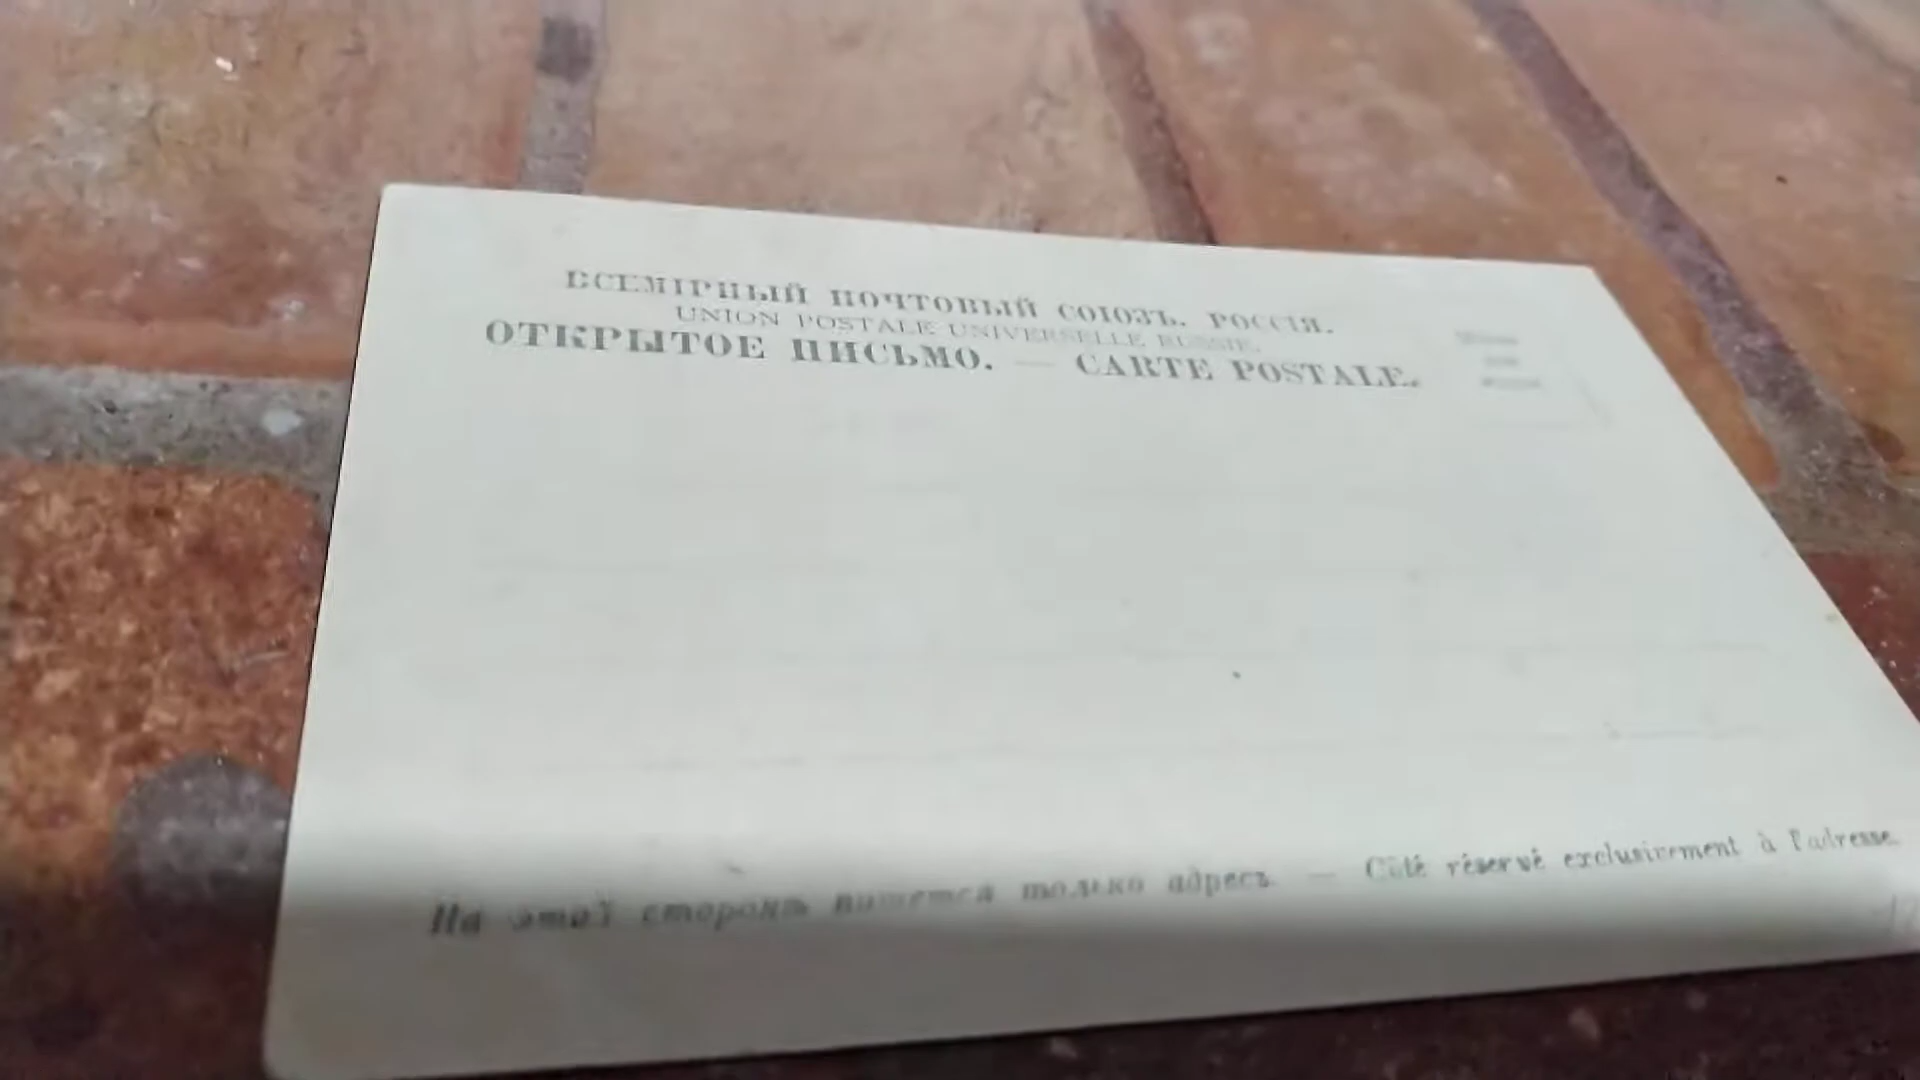 ВСЕМІРНЫЙ ПОЧТОВЫЙ СОЮЗЪ. РОССІЯ.
UNION POSTALE UNIVERSELLE RUSSIE.
ОТКРЫТОЕ ПИСЬМО. — CARTE POSTALE.
На этой сторонѣ пишется только адресъ. — Côté réservé exclusivement à l'adresse.